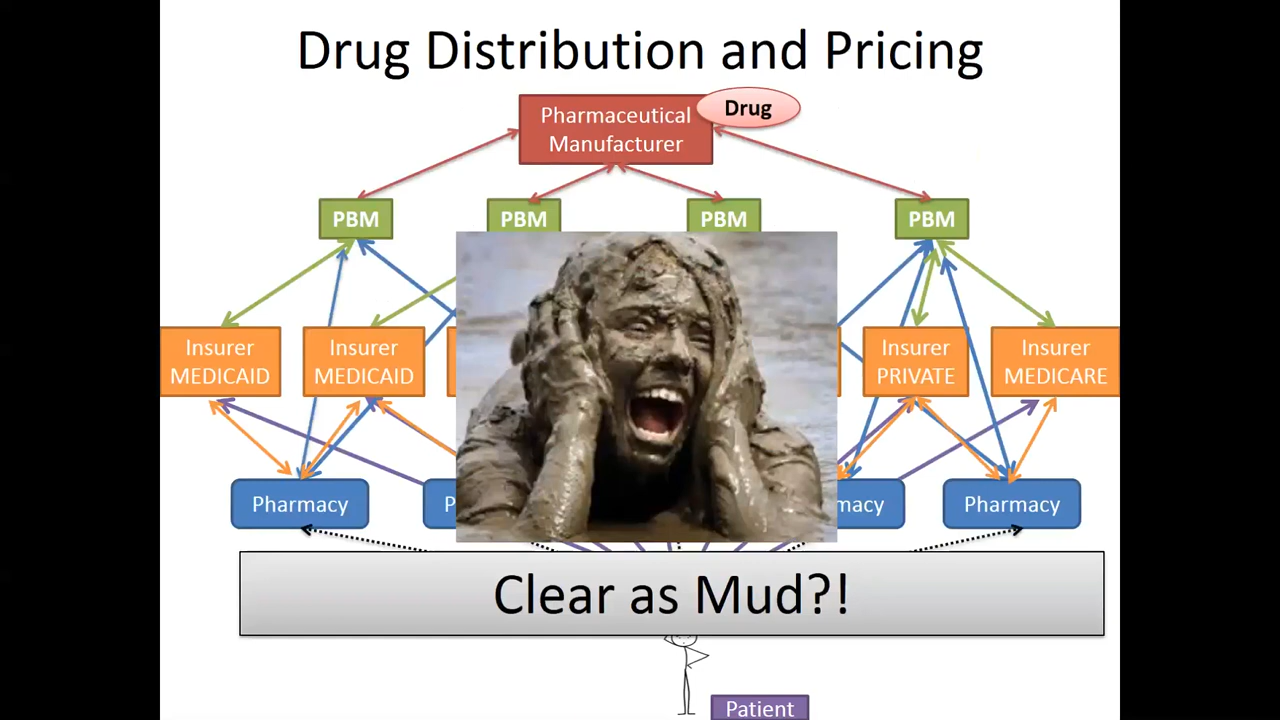 Drug Distribution and Pricing
Pharmaceutical
Manufacturer
Drug
PBM
PBM
PBM
PBM
Insurer
MEDICAID
Insurer
MEDICAID
Insurer
PRIVATE
Insurer
MEDICARE
Pharmacy
P
macy
Pharmacy
Clear as Mud?!
Patient